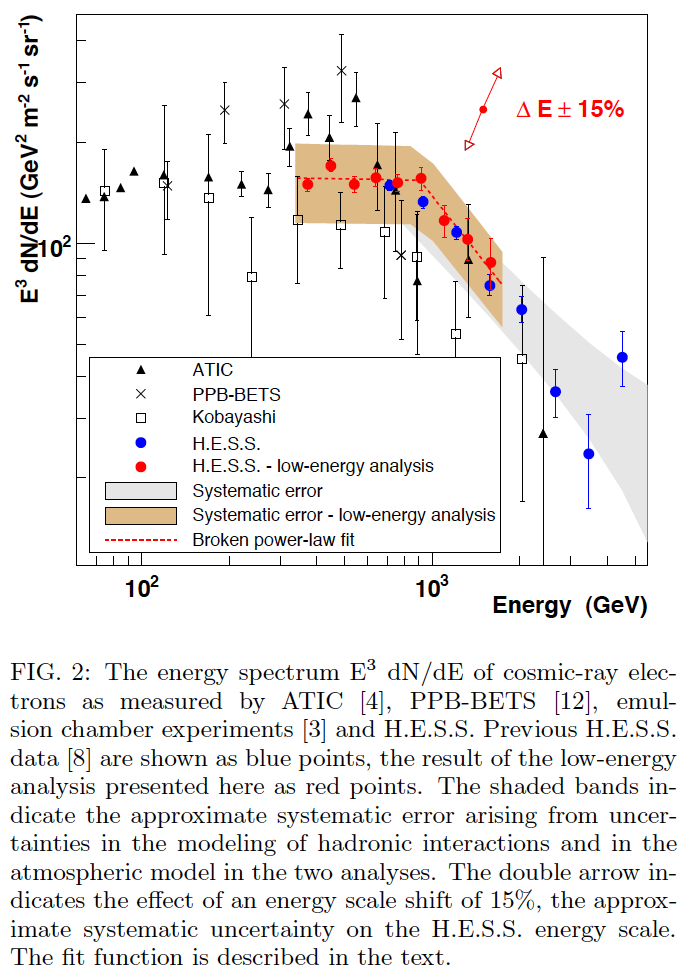 E³ dN/dE (GeV² m⁻² s⁻¹ sr⁻¹)
Δ E ± 15%
10²
ATIC
PPB-BETS
Kobayashi
H.E.S.S.
H.E.S.S. - low-energy analysis
Systematic error
Systematic error - low-energy analysis
Broken power-law fit
10²
10³
Energy (GeV)
FIG. 2: The energy spectrum E³ dN/dE of cosmic-ray elec-
trons as measured by ATIC [4], PPB-BETS [12], emul-
sion chamber experiments [3] and H.E.S.S. Previous H.E.S.S.
data [8] are shown as blue points, the result of the low-energy
analysis presented here as red points. The shaded bands in-
dicate the approximate systematic error arising from uncer-
tainties in the modeling of hadronic interactions and in the
atmospheric model in the two analyses. The double arrow in-
dicates the effect of an energy scale shift of 15%, the approx-
imate systematic uncertainty on the H.E.S.S. energy scale.
The fit function is described in the text.